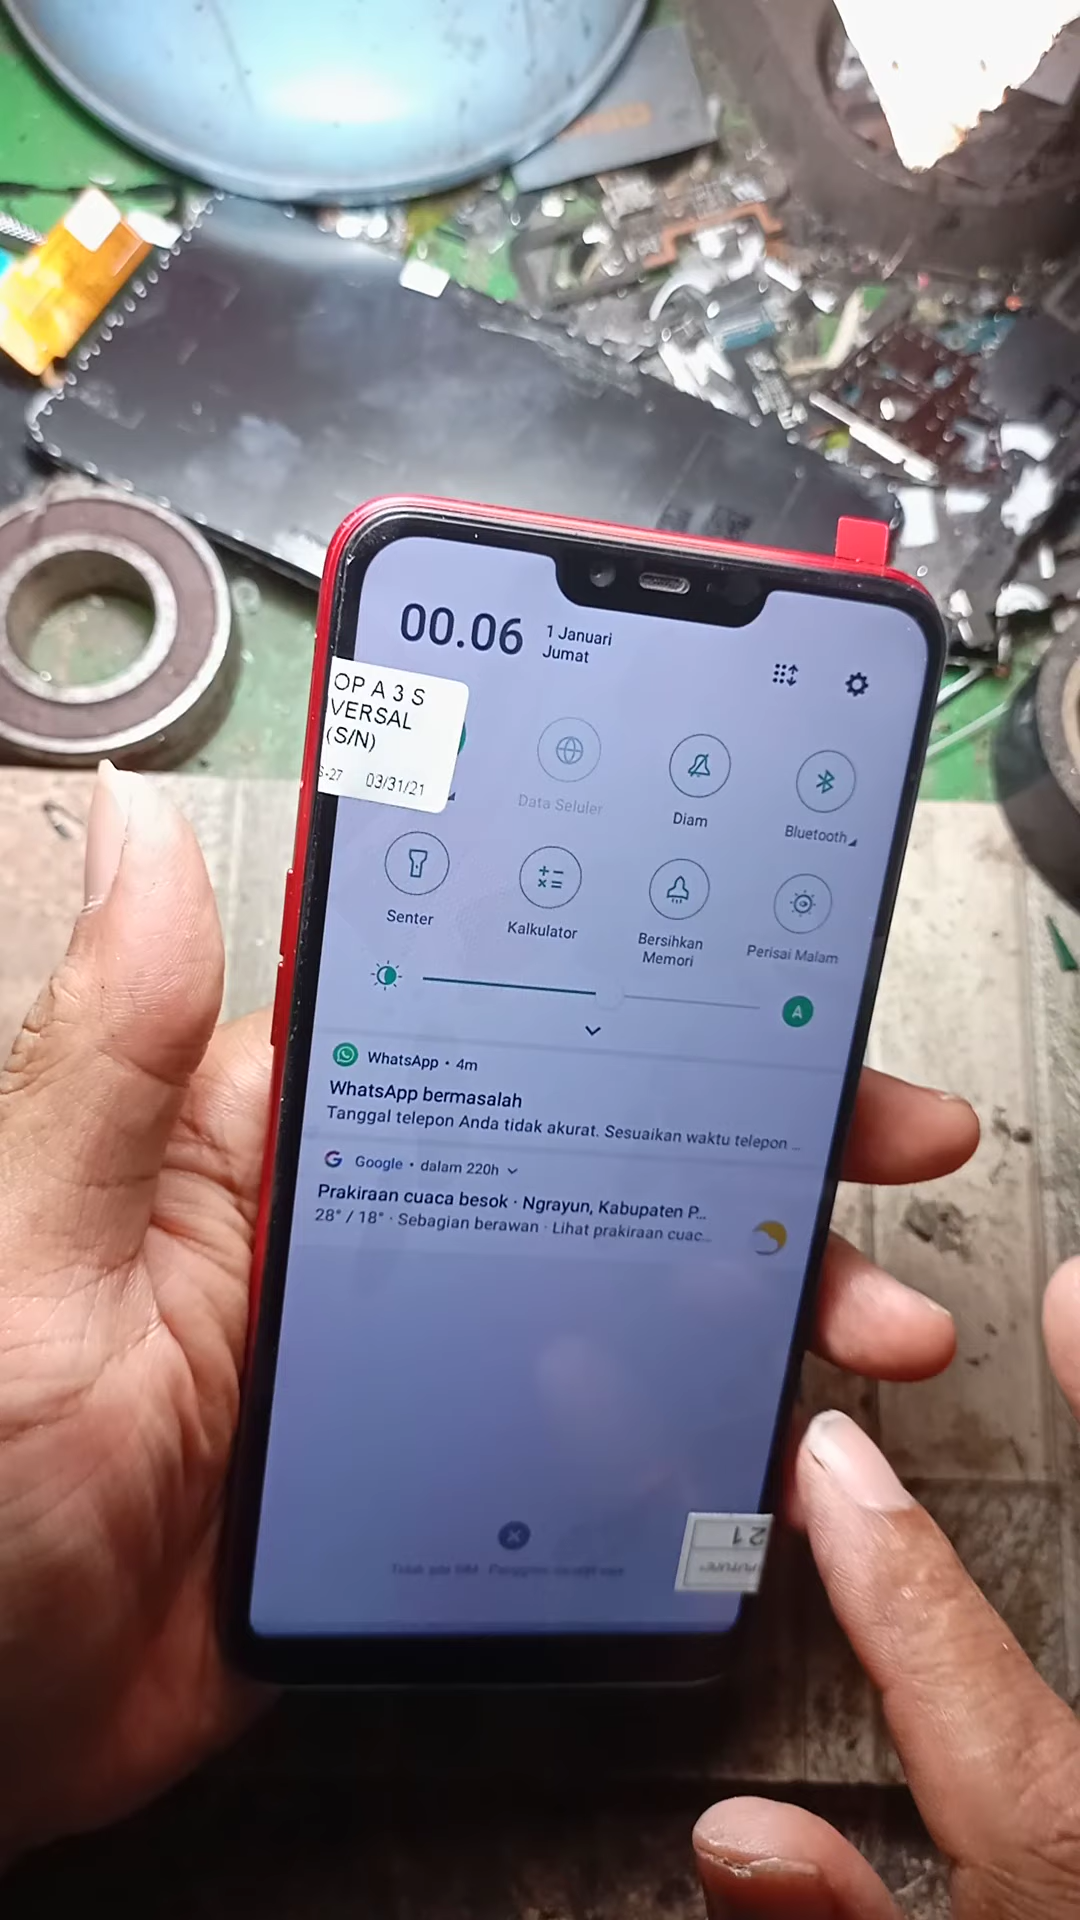 00.06
1 Januari
Jumat
OP A 3 S
VERSAL
(S/N)
S-27 03/31/21
Data Seluler
Diam
Bluetooth
Senter
Kalkulator
Bersihkan
Memori
Perisai Malam
A
WhatsApp • 4m
WhatsApp bermasalah
Tanggal telepon Anda tidak akurat. Sesuaikan waktu telepon ...
Google • dalam 220h
Prakiraan cuaca besok · Ngrayun, Kabupaten P...
28° / 18° · Sebagian berawan · Lihat prakiraan cuac...
21